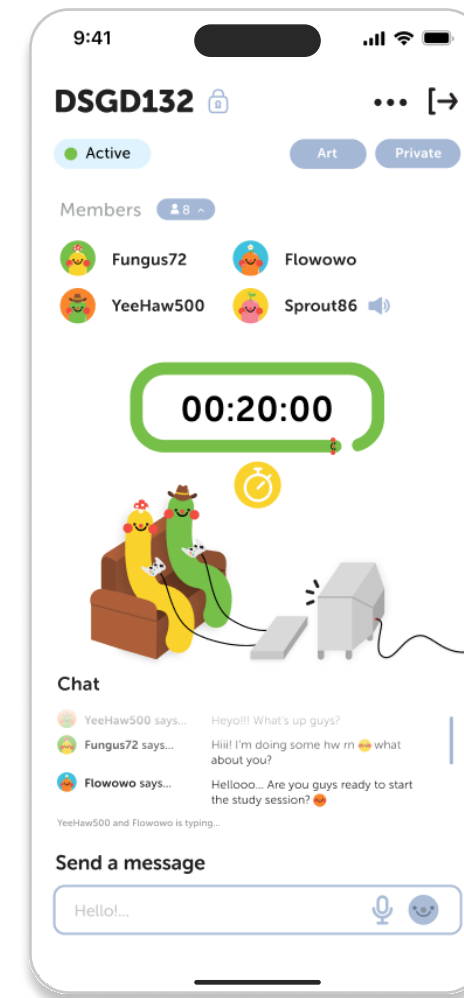 9:41
DSGD132
Active
Art
Private
Members
8
Fungus72
Flowowo
YeeHaw500
Sprout86
00:20:00
Chat
YeeHaw500 says...
Heyo!!! What's up guys?
Fungus72 says...
Hiii! I'm doing some hw rn what
about you?
Flowowo says...
Hellooo... Are you guys ready to start
the study session?
YeeHaw500 and Flowowo is typing...
Send a message
Hello!...